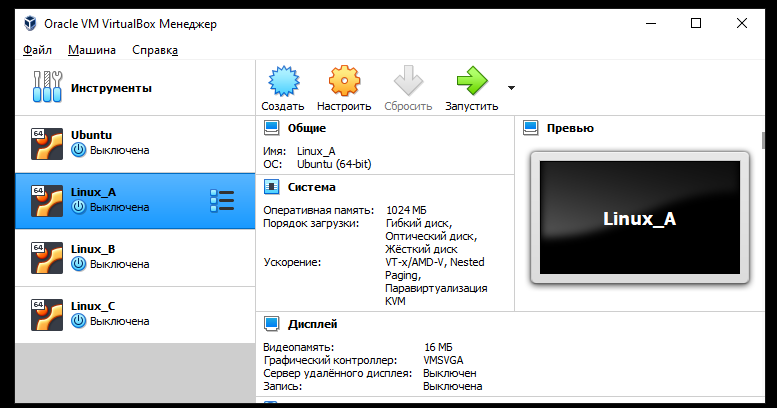 Oracle VM VirtualBox Менеджер
Файл Машина Справка
Инструменты
Создать Настроить Сбросить Запустить
64 Ubuntu
Выключена
64 Linux_A
Выключена
64 Linux_B
Выключена
64 Linux_C
Выключена
Общие
Имя: Linux_A
ОС: Ubuntu (64-bit)
Система
Оперативная память: 1024 МБ
Порядок загрузки: Гибкий диск,
Оптический диск,
Жёсткий диск
Ускорение: VT-x/AMD-V, Nested
Paging,
Паравиртуализация
KVM
Дисплей
Видеопамять: 16 МБ
Графический контроллер: VMSVGA
Сервер удалённого дисплея: Выключен
Запись: Выключена
Превью
Linux_A